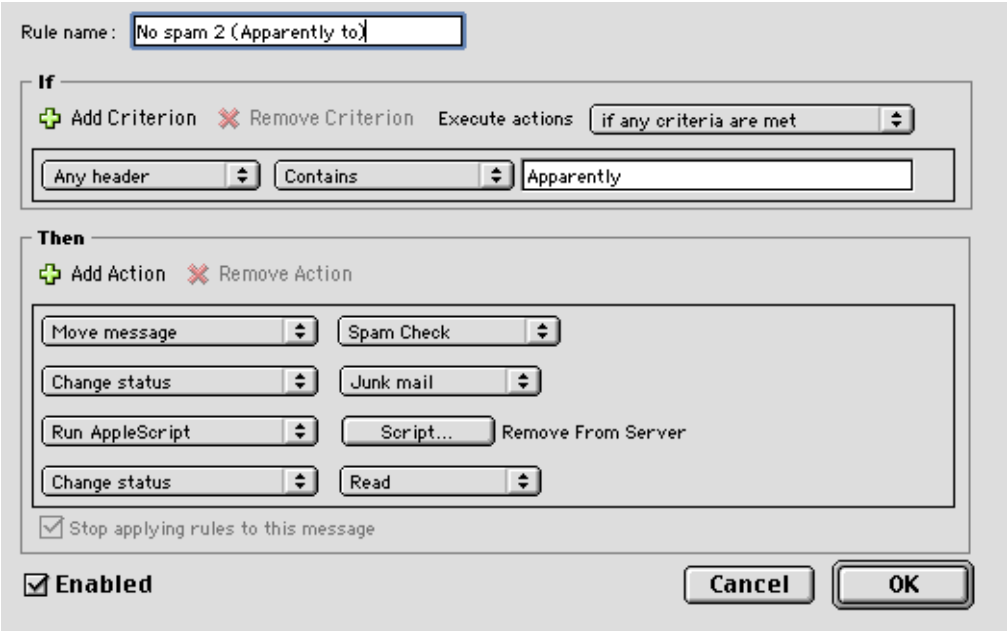 Rule name: No spam 2 (Apparently to)
If
Add Criterion Remove Criterion Execute actions if any criteria are met
Any header Contains Apparently
Then
Add Action Remove Action
Move message Spam Check
Change status Junk mail
Run AppleScript Script... Remove From Server
Change status Read
Stop applying rules to this message
Enabled Cancel OK